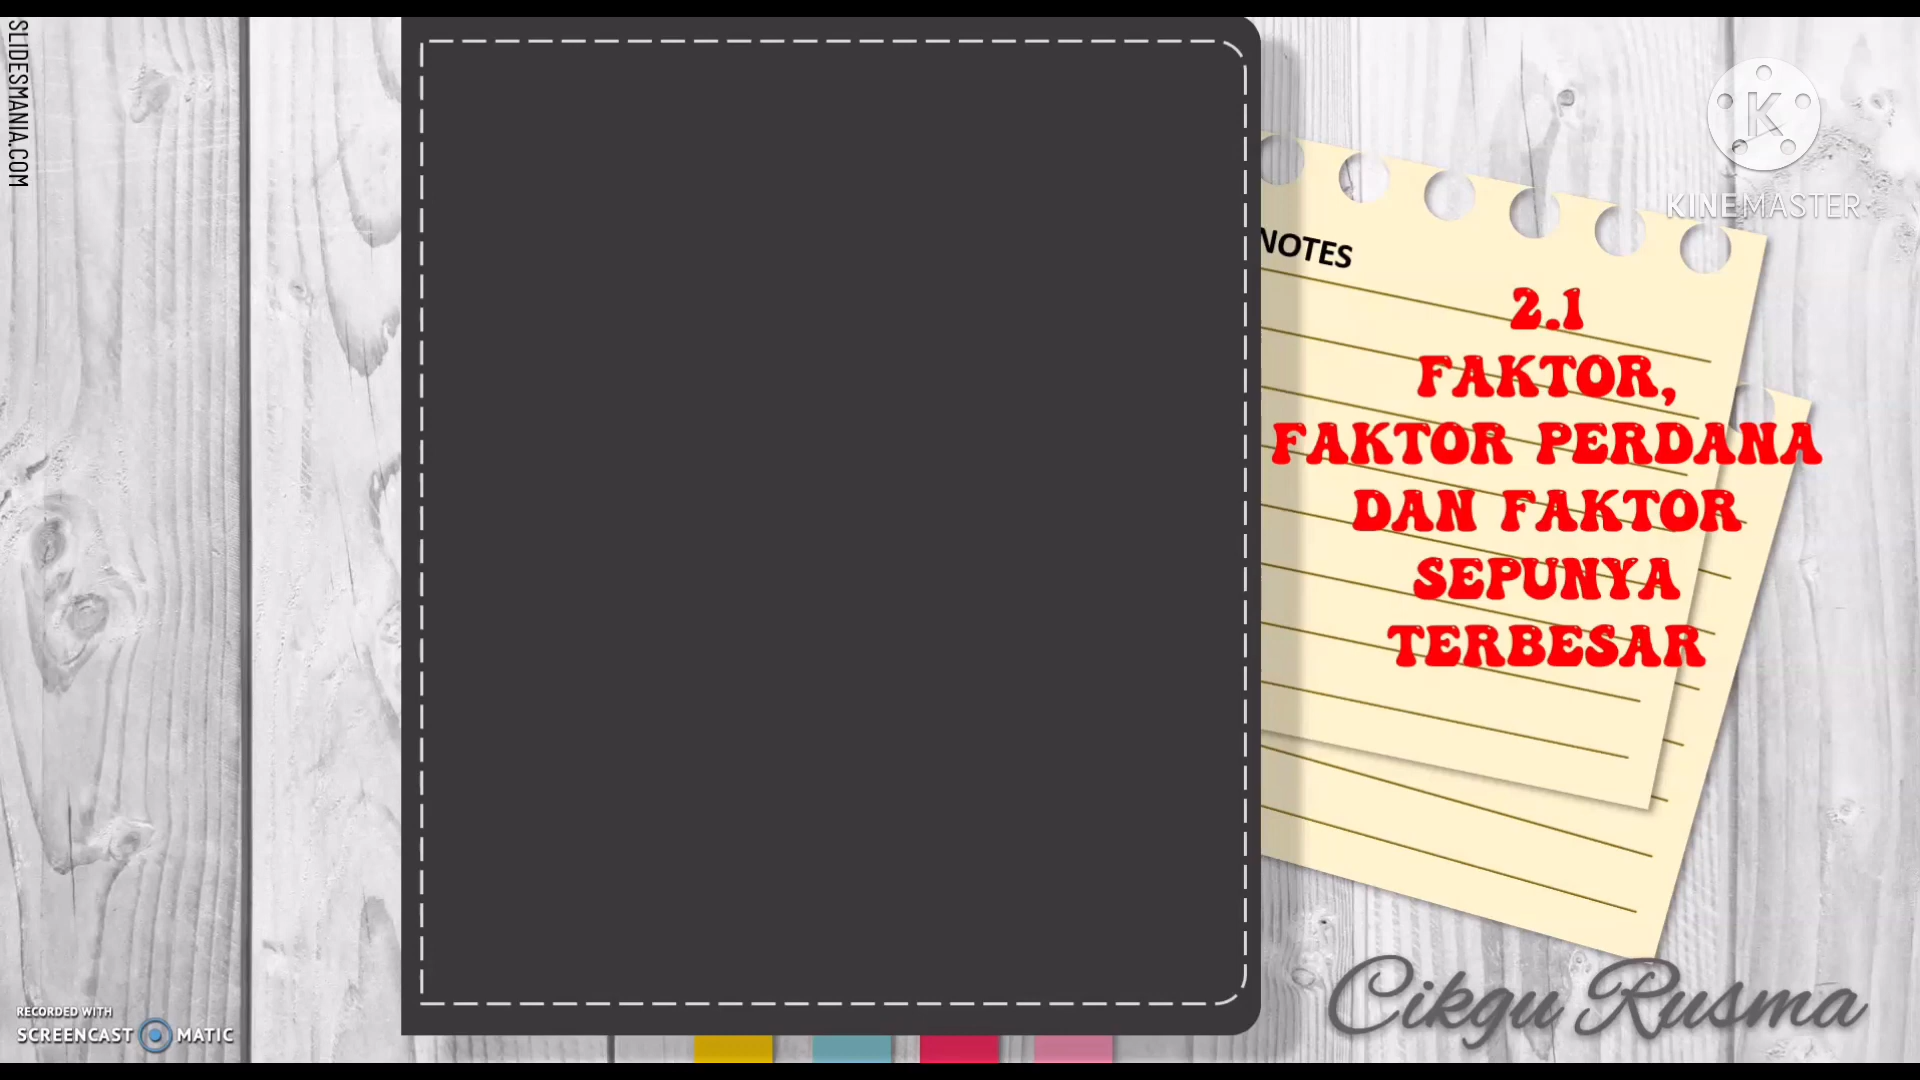 SLIDESMANIA.COM
KINEMASTER
NOTES
2.1
FAKTOR,
FAKTOR PERDANA
DAN FAKTOR
SEPUNYA
TERBESAR
Cikgu Rusma
RECORDED WITH
SCREENCAST MATIC